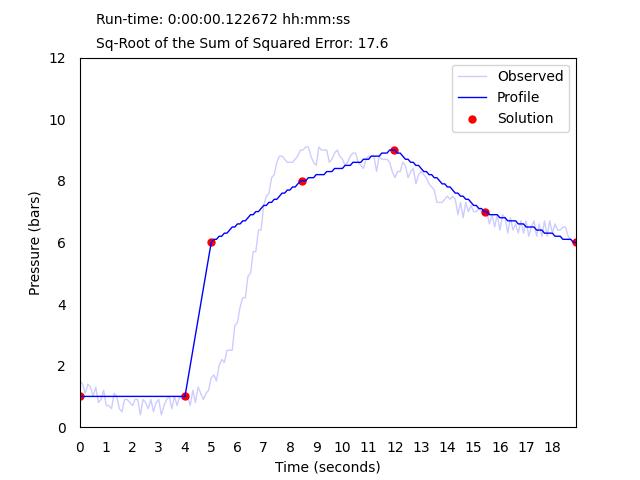 Run-time: 0:00:00.122672 hh:mm:ss
Sq-Root of the Sum of Squared Error: 17.6
12
10
8
6
4
2
0
Pressure (bars)
Observed
Profile
Solution
0 1 2 3 4 5 6 7 8 9 10 11 12 13 14 15 16 17 18
Time (seconds)